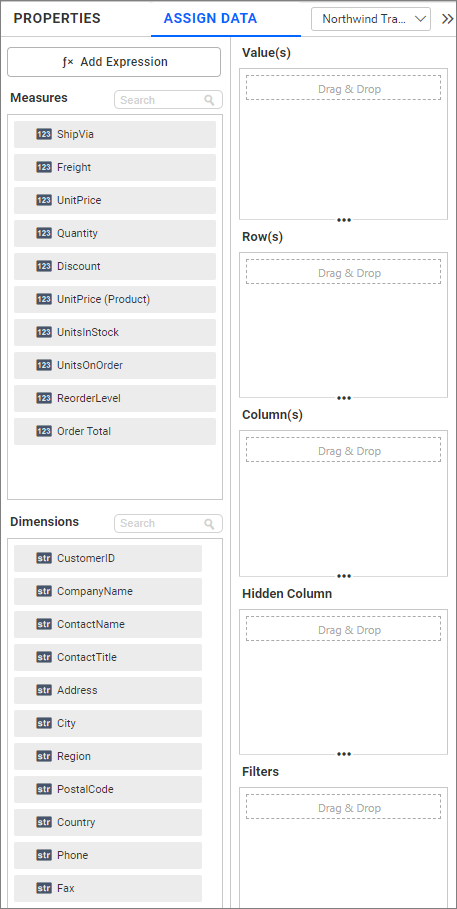 PROPERTIES
ASSIGN DATA
Northwind Tra...
ƒx Add Expression
Measures
Search
123 ShipVia
123 Freight
123 UnitPrice
123 Quantity
123 Discount
123 UnitPrice (Product)
123 UnitsInStock
123 UnitsOnOrder
123 ReorderLevel
123 Order Total
Dimensions
Search
str CustomerID
str CompanyName
str ContactName
str ContactTitle
str Address
str City
str Region
str PostalCode
str Country
str Phone
str Fax
Value(s)
Drag & Drop
Row(s)
Drag & Drop
Column(s)
Drag & Drop
Hidden Column
Drag & Drop
Filters
Drag & Drop